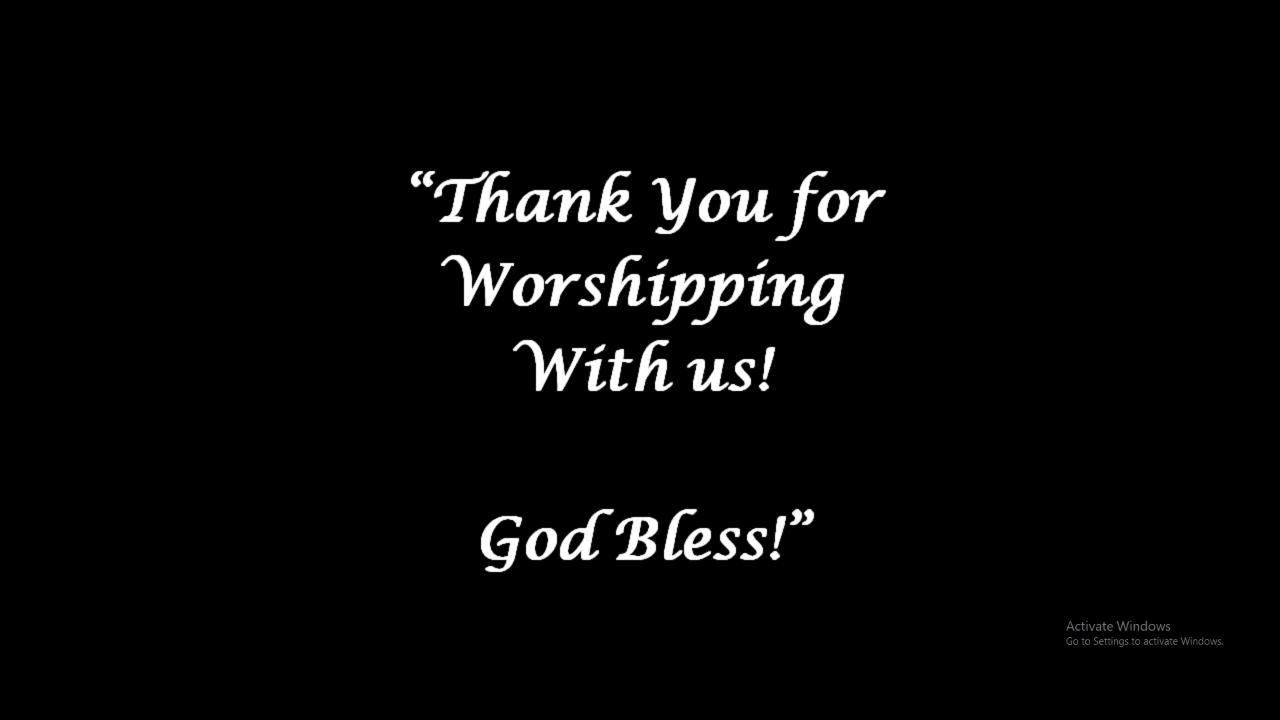 “Thank You for
Worshipping
With us!
God Bless!”
Activate Windows
Go to Settings to activate Windows.